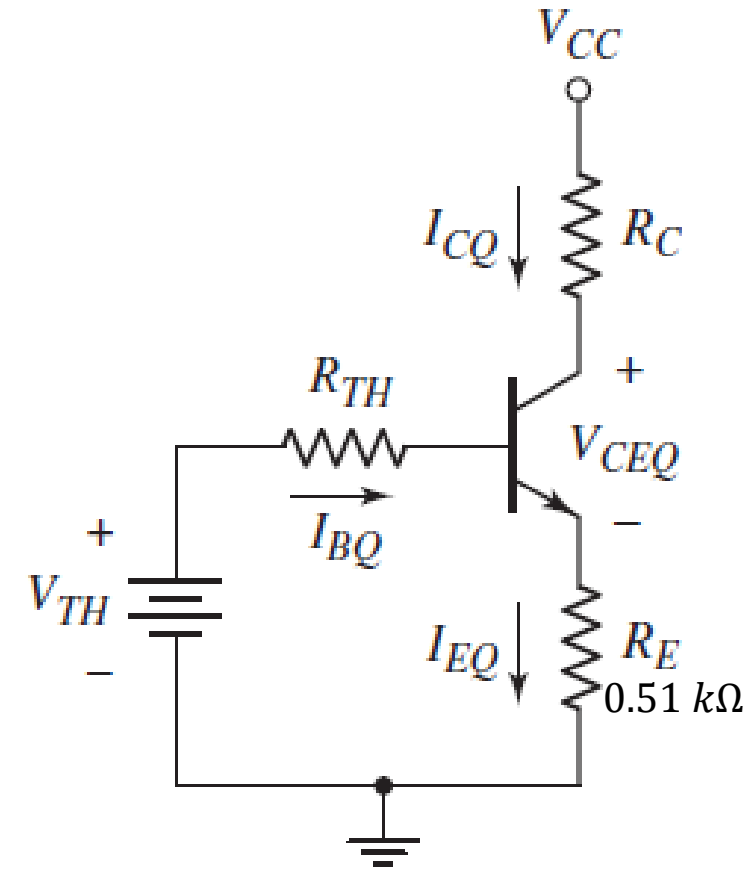 V_CC
I_CQ
R_C
R_TH
+
V_CEQ
−
I_BQ
+
V_TH
−
I_EQ
R_E
0.51 kΩ